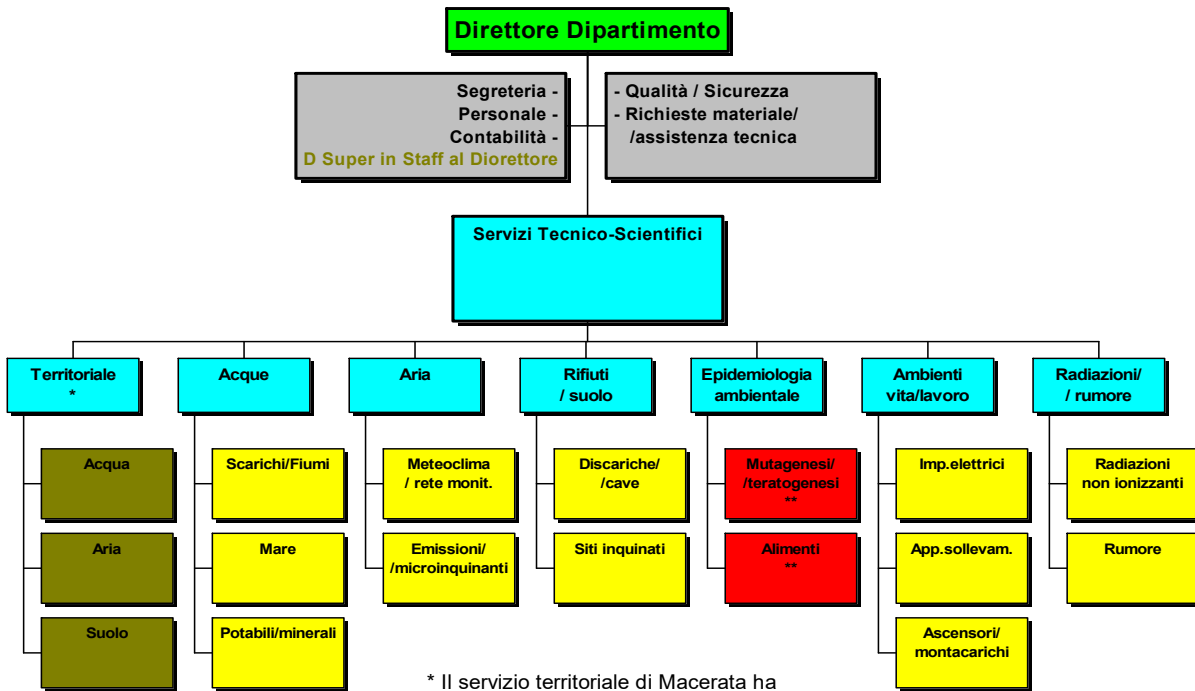 Direttore Dipartimento
Segreteria -
Personale -
Contabilità -
D Super in Staff al Diorettore
- Qualità / Sicurezza
- Richieste materiale/
/assistenza tecnica
Servizi Tecnico-Scientifici
Territoriale
*
Acque
Aria
Rifiuti
/ suolo
Epidemiologia
ambientale
Ambienti
vita/lavoro
Radiazioni/
/ rumore
Acqua
Aria
Suolo
Scarichi/Fiumi
Mare
Potabili/minerali
Meteoclima
/ rete monit.
Emissioni/
/microinquinanti
Discariche/
/cave
Siti inquinati
Mutagenesi/
/teratogenesi
**
Alimenti
**
Imp.elettrici
App.sollevam.
Ascensori/
montacarichi
Radiazioni
non ionizzanti
Rumore
* Il servizio territoriale di Macerata ha